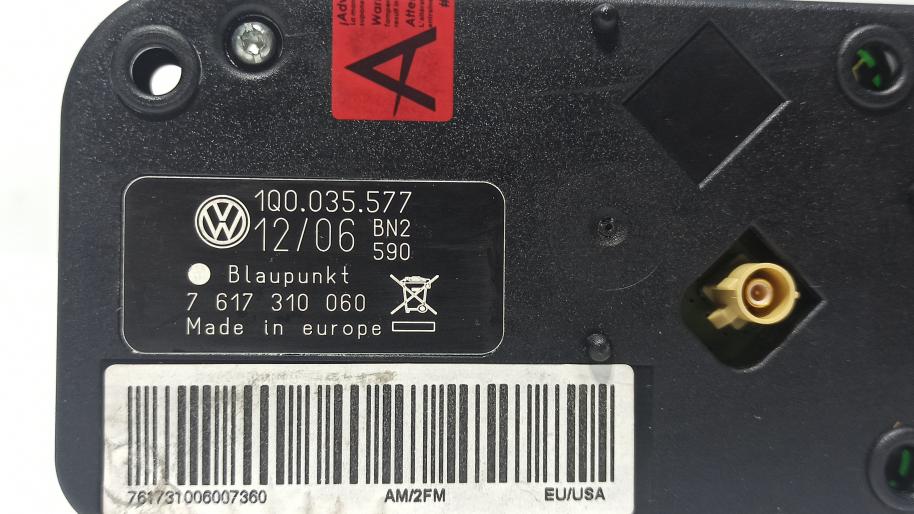 A
1Q0.035.577
12/06 BN2
590
Blaupunkt
7 617 310 060
Made in europe
761731006007360 AM/2FM EU/USA